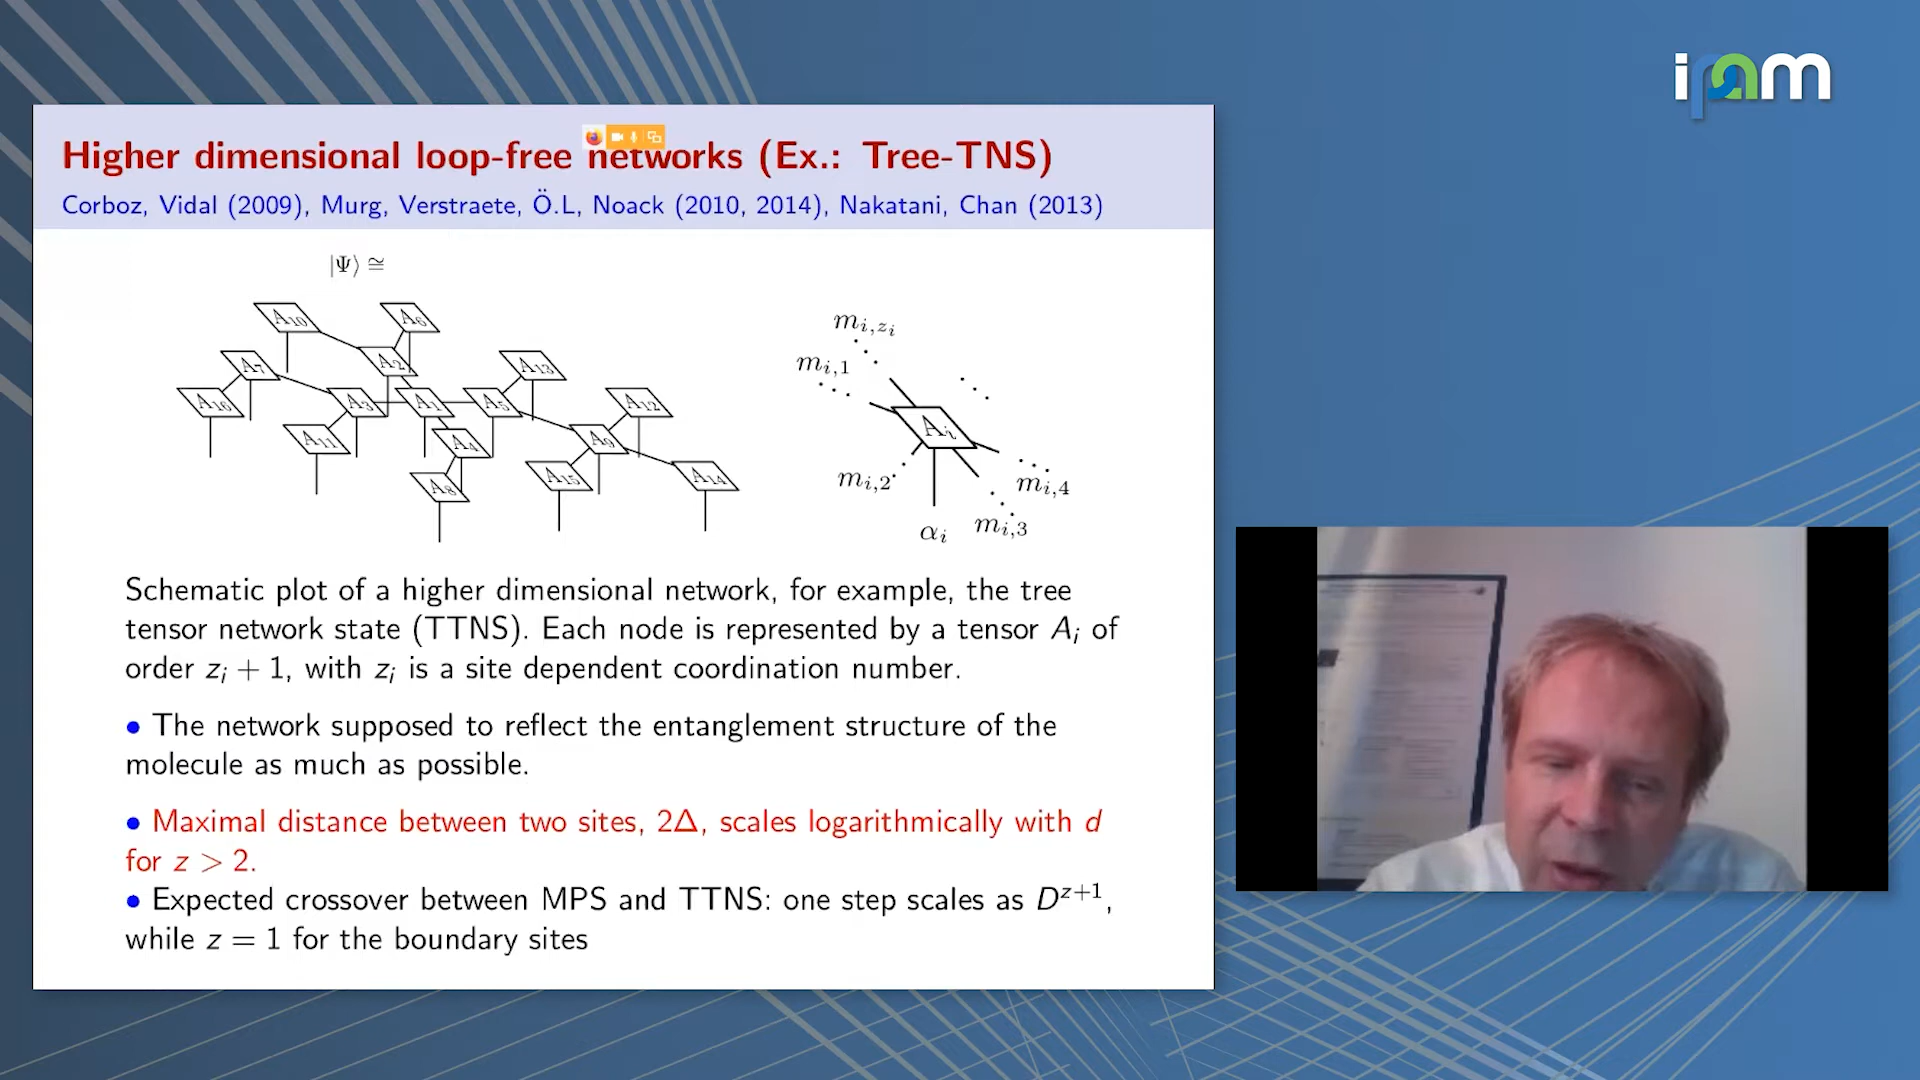 ipam
Higher dimensional loop-free networks (Ex.: Tree-TNS)
Corboz, Vidal (2009), Murg, Verstraete, Ö.L, Noack (2010, 2014), Nakatani, Chan (2013)
|Ψ⟩ ≅
A₁₀ A₆
A₇ A₂ A₁₃
A₁₆ A₃ A₁ A₅ A₁₂
A₁₁ A₄ A₉
A₈ A₁₅ A₁₄
m_{i,z_i}
m_{i,1}
A_i
m_{i,2} m_{i,4}
α_i m_{i,3}
Schematic plot of a higher dimensional network, for example, the tree
tensor network state (TTNS). Each node is represented by a tensor A_i of
order z_i + 1, with z_i is a site dependent coordination number.
• The network supposed to reflect the entanglement structure of the
molecule as much as possible.
• Maximal distance between two sites, 2Δ, scales logarithmically with d
for z > 2.
• Expected crossover between MPS and TTNS: one step scales as D^{z+1},
while z = 1 for the boundary sites